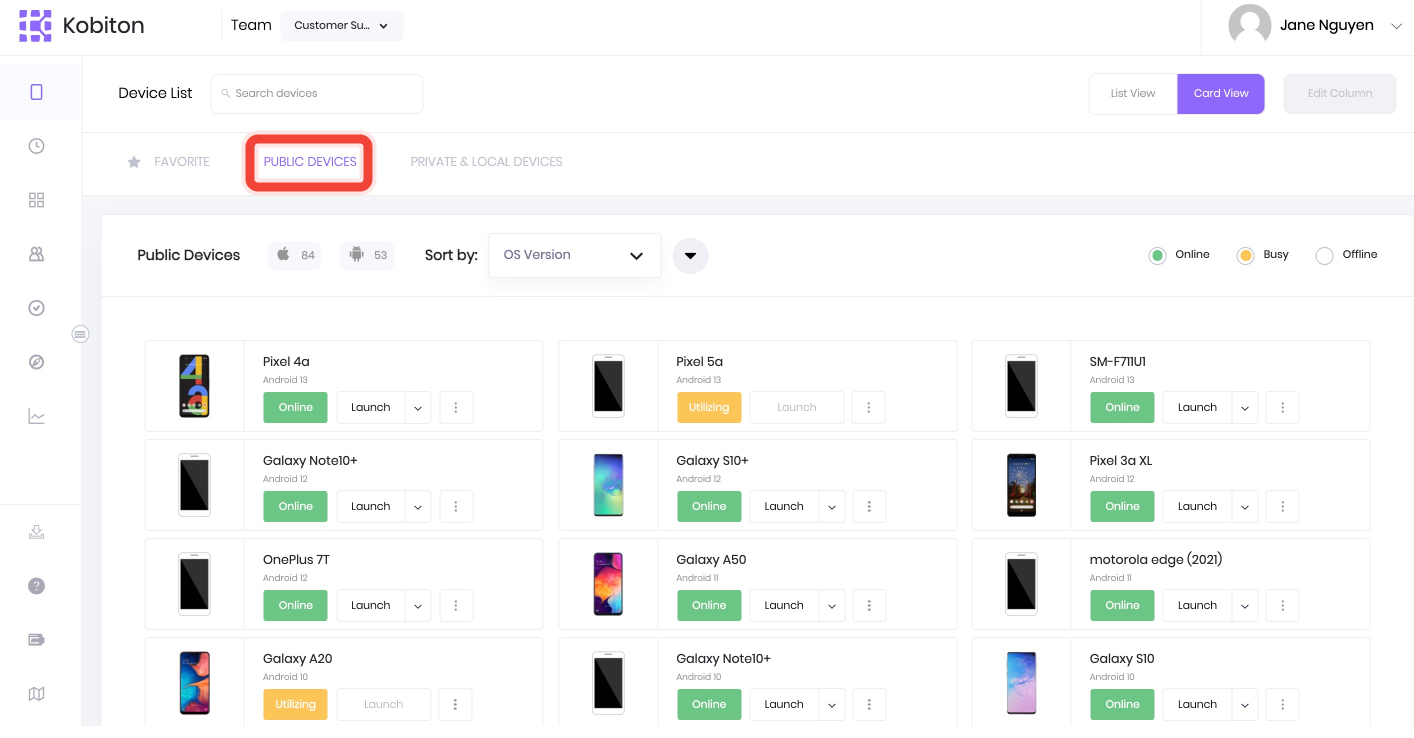 Kobiton
Team
Customer Su...
Jane Nguyen
Device List
Search devices
List View
Card View
Edit Column
FAVORITE
PUBLIC DEVICES
PRIVATE & LOCAL DEVICES
Public Devices
84
53
Sort by:
OS Version
Online
Busy
Offline
Pixel 4a
Android 13
Online
Launch
Pixel 5a
Android 13
Utilizing
Launch
SM-F711U1
Android 13
Online
Launch
Galaxy Note10+
Android 12
Online
Launch
Galaxy S10+
Android 12
Online
Launch
Pixel 3a XL
Android 12
Online
Launch
OnePlus 7T
Android 12
Online
Launch
Galaxy A50
Android 11
Online
Launch
motorola edge (2021)
Android 11
Online
Launch
Galaxy A20
Android 10
Utilizing
Launch
Galaxy Note10+
Android 10
Online
Launch
Galaxy S10
Android 10
Online
Launch